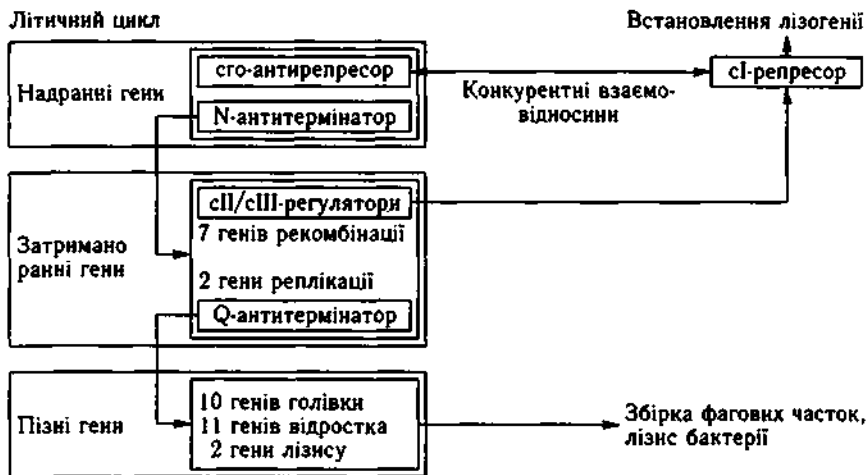 Літичний цикл
Встановлення лізогенії
Надранні гени
cro-антирепресор
N-антитермінатор
Конкурентні взаємо-
відносини
cI-репресор
Затримано
ранні гени
cII/cIII-регулятори
7 генів рекомбінації
2 гени реплікації
Q-антитермінатор
Пізні гени
10 генів голівки
11 генів відростка
2 гени лізису
Збірка фагових часток,
лізис бактерії